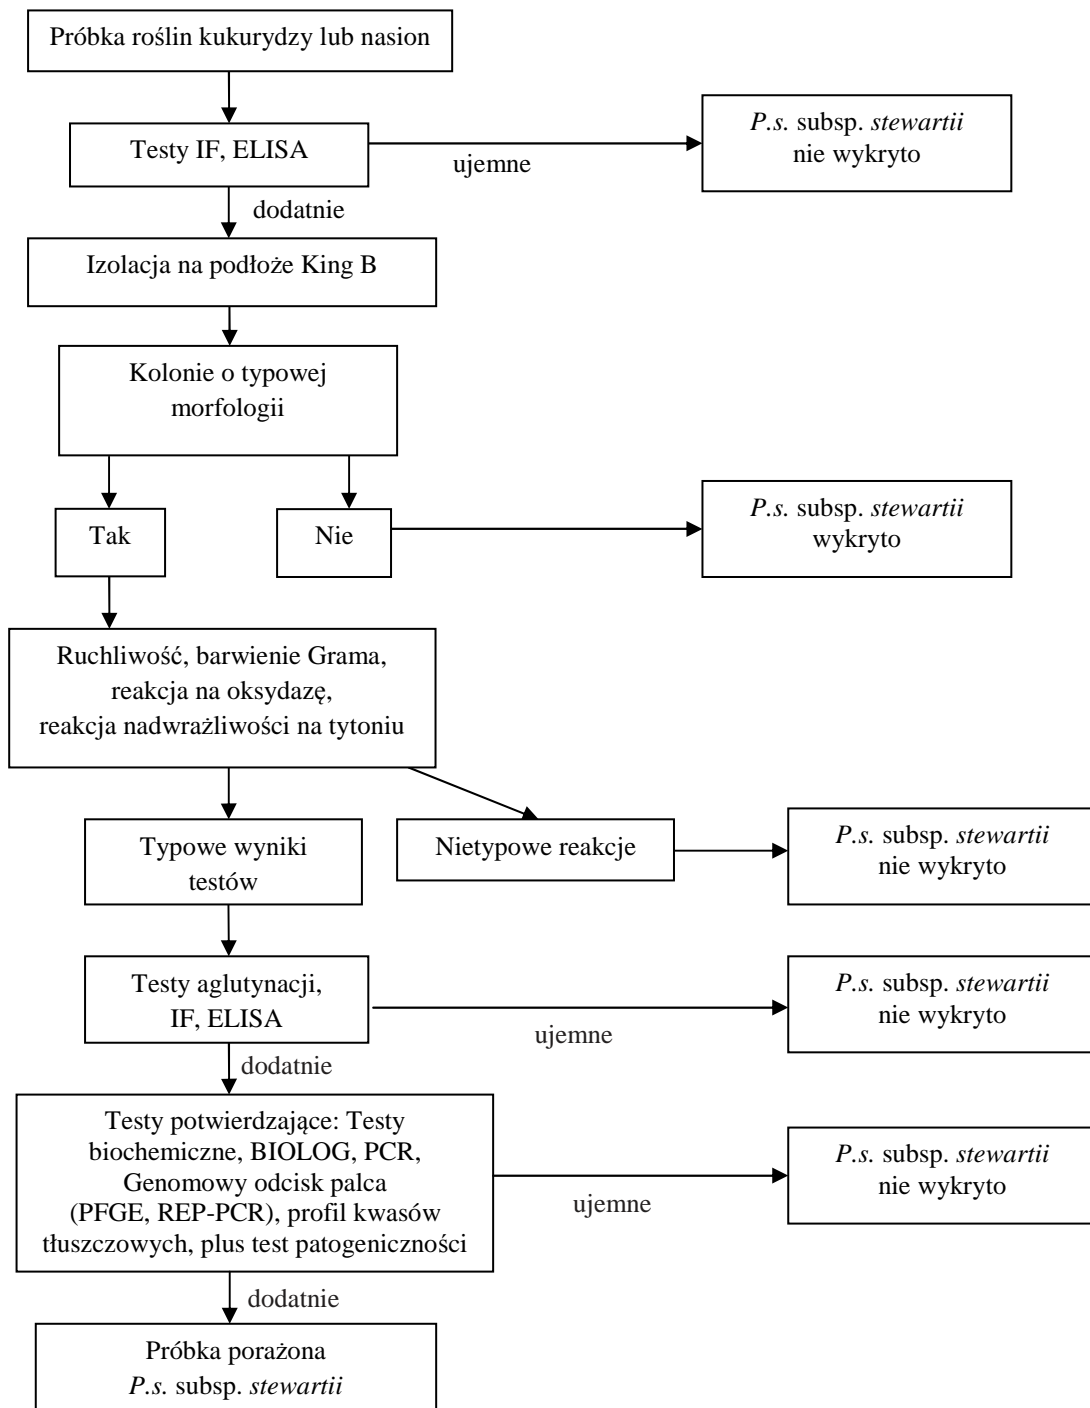 Próbka roślin kukurydzy lub nasion
Testy IF, ELISA
ujemne
P.s. subsp. stewartii
nie wykryto
dodatnie
Izolacja na podłoże King B
Kolonie o typowej
morfologii
Tak
Nie
P.s. subsp. stewartii
wykryto
Ruchliwość, barwienie Grama,
reakcja na oksydazę,
reakcja nadwrażliwości na tytoniu
Typowe wyniki
testów
Nietypowe reakcje
P.s. subsp. stewartii
nie wykryto
Testy aglutynacji,
IF, ELISA
ujemne
P.s. subsp. stewartii
nie wykryto
dodatnie
Testy potwierdzające: Testy
biochemiczne, BIOLOG, PCR,
Genomowy odcisk palca
(PFGE, REP-PCR), profil kwasów
tłuszczowych, plus test patogeniczności
ujemne
P.s. subsp. stewartii
nie wykryto
dodatnie
Próbka porażona
P.s. subsp. stewartii